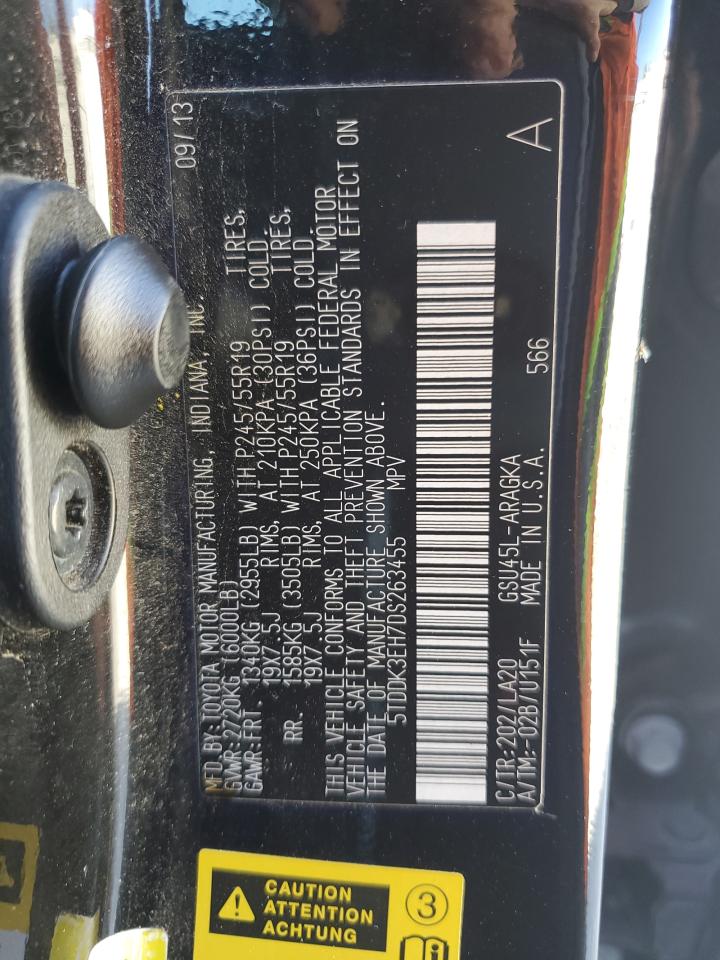 09/13
MFD. BY: TOYOTA MOTOR MANUFACTURING, INDIANA, INC.
GVWR: 2720KG (6000LB)
GAWR: FRT. 1340KG (2955LB) WITH P245/55R19 TIRES,
19X7.5J RIMS, AT 210KPA (30PSI) COLD.
RR. 1585KG (3505LB) WITH P245/55R19 TIRES,
19X7.5J RIMS, AT 250KPA (36PSI) COLD.
THIS VEHICLE CONFORMS TO ALL APPLICABLE FEDERAL MOTOR
VEHICLE SAFETY AND THEFT PREVENTION STANDARDS IN EFFECT ON
THE DATE OF MANUFACTURE SHOWN ABOVE.
5TDDK3EH7DS263455 MPV
C/TR: 202/LA20 GSU45L-ARAGKA 566
A/TM: -02B/U151F MADE IN U.S.A.
A
CAUTION
ATTENTION
ACHTUNG
3